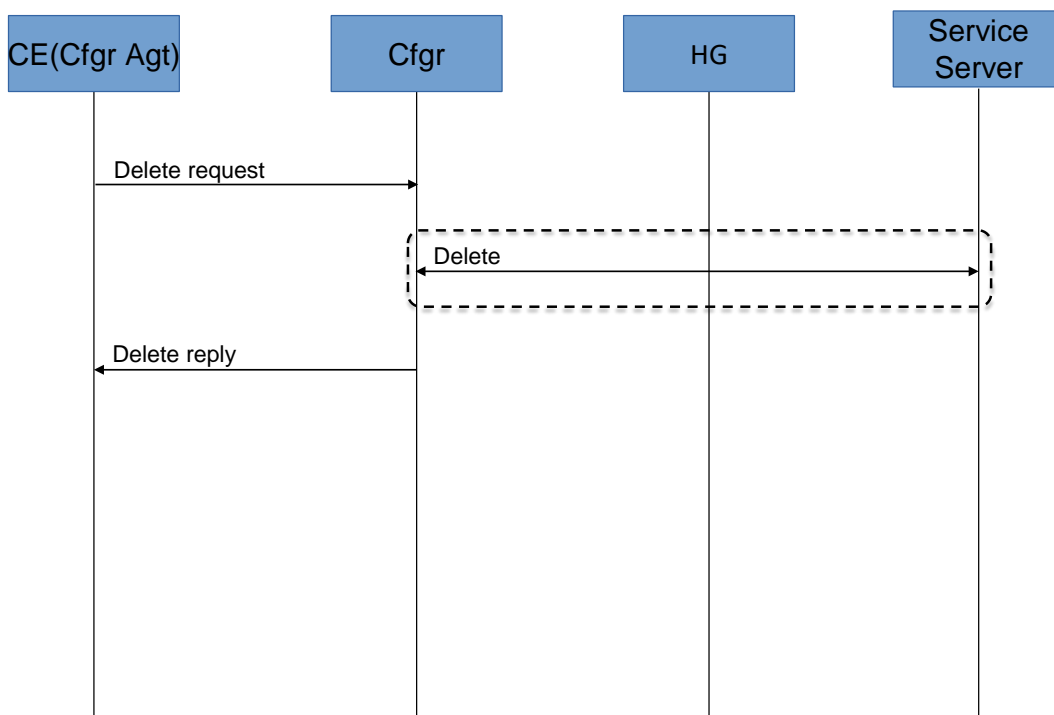 CE(Cfgr Agt)
Cfgr
HG
Service
Server
Delete request
Delete
Delete reply